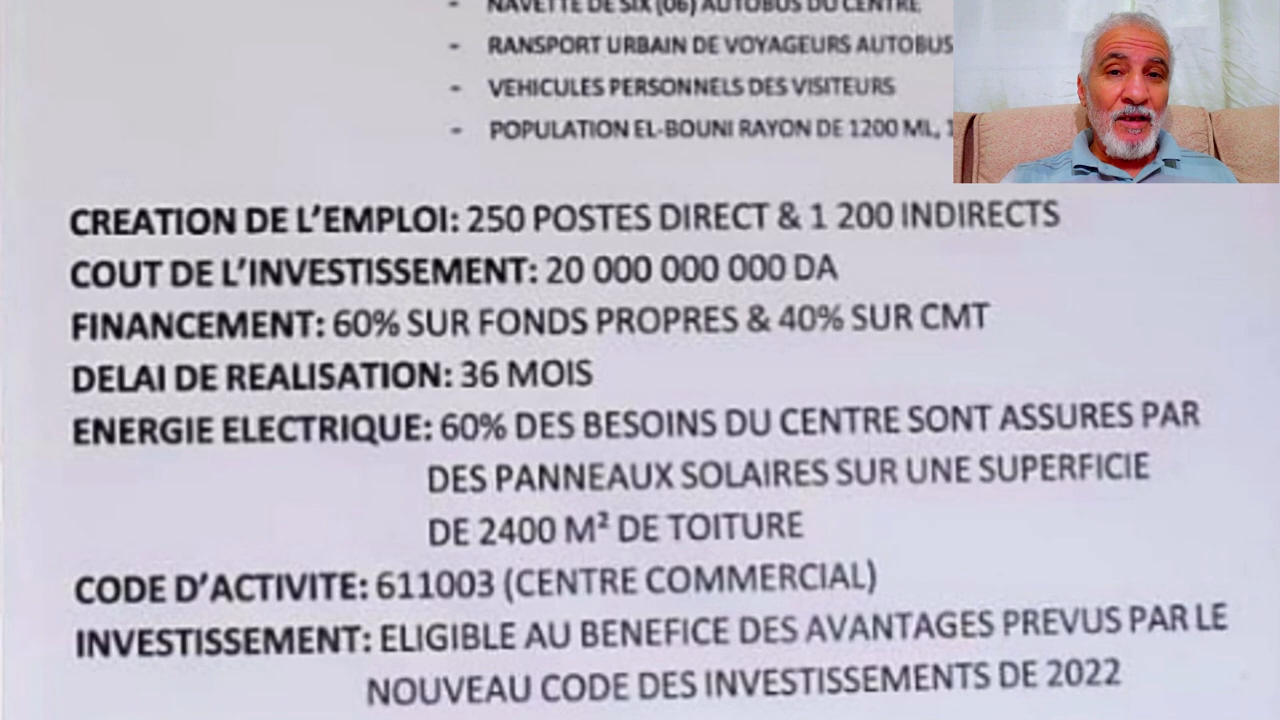 - NAVETTE DE SIX (06) AUTOBUS DU CENTRE
- RANSPORT URBAIN DE VOYAGEURS AUTOBUS
- VEHICULES PERSONNELS DES VISITEURS
- POPULATION EL-BOUNI RAYON DE 1200 ML,
CREATION DE L'EMPLOI: 250 POSTES DIRECT & 1 200 INDIRECTS
COUT DE L'INVESTISSEMENT: 20 000 000 000 DA
FINANCEMENT: 60% SUR FONDS PROPRES & 40% SUR CMT
DELAI DE REALISATION: 36 MOIS
ENERGIE ELECTRIQUE: 60% DES BESOINS DU CENTRE SONT ASSURES PAR
DES PANNEAUX SOLAIRES SUR UNE SUPERFICIE
DE 2400 M² DE TOITURE
CODE D'ACTIVITE: 611003 (CENTRE COMMERCIAL)
INVESTISSEMENT: ELIGIBLE AU BENEFICE DES AVANTAGES PREVUS PAR LE
NOUVEAU CODE DES INVESTISSEMENTS DE 2022